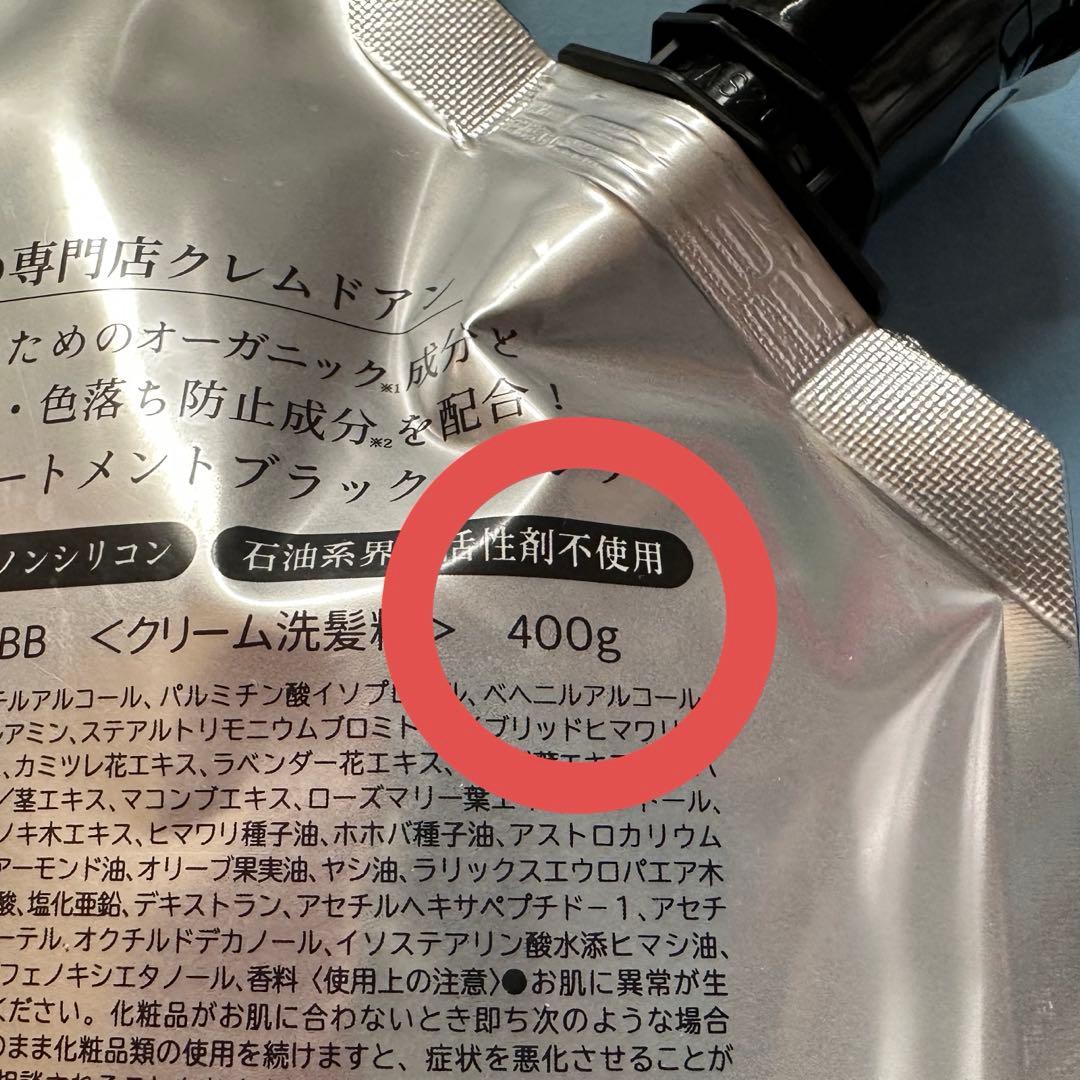 専門店クレムドアン
ためのオーガニック※1成分と
・色落ち防止成分※2を配合！
ートメントブラック
ノンシリコン
石油系界 活性剤不使用
BB <クリーム洗髪料> 400g
チルアルコール、パルミチン酸イソプロ ル、ベヘニルアルコール
アミン、ステアルトリモニウムブロミド イブリッドヒマワリ
、カミツレ花エキス、ラベンダー花エキス、 葉エキ
茎エキス、マコンブエキス、ローズマリー葉エ ドール、
ノキ木エキス、ヒマワリ種子油、ホホバ種子油、アストロカリウム
アーモンド油、オリーブ果実油、ヤシ油、ラリックスエウロパエア木
酸、塩化亜鉛、デキストラン、アセチルヘキサペプチド－1、アセチ
ーテル、オクチルドデカノール、イソステアリン酸水添ヒマシ油、
フェノキシエタノール、香料〈使用上の注意〉●お肌に異常が生
ください。化粧品がお肌に合わないとき即ち次のような場合
のまま化粧品類の使用を続けますと、症状を悪化させることが